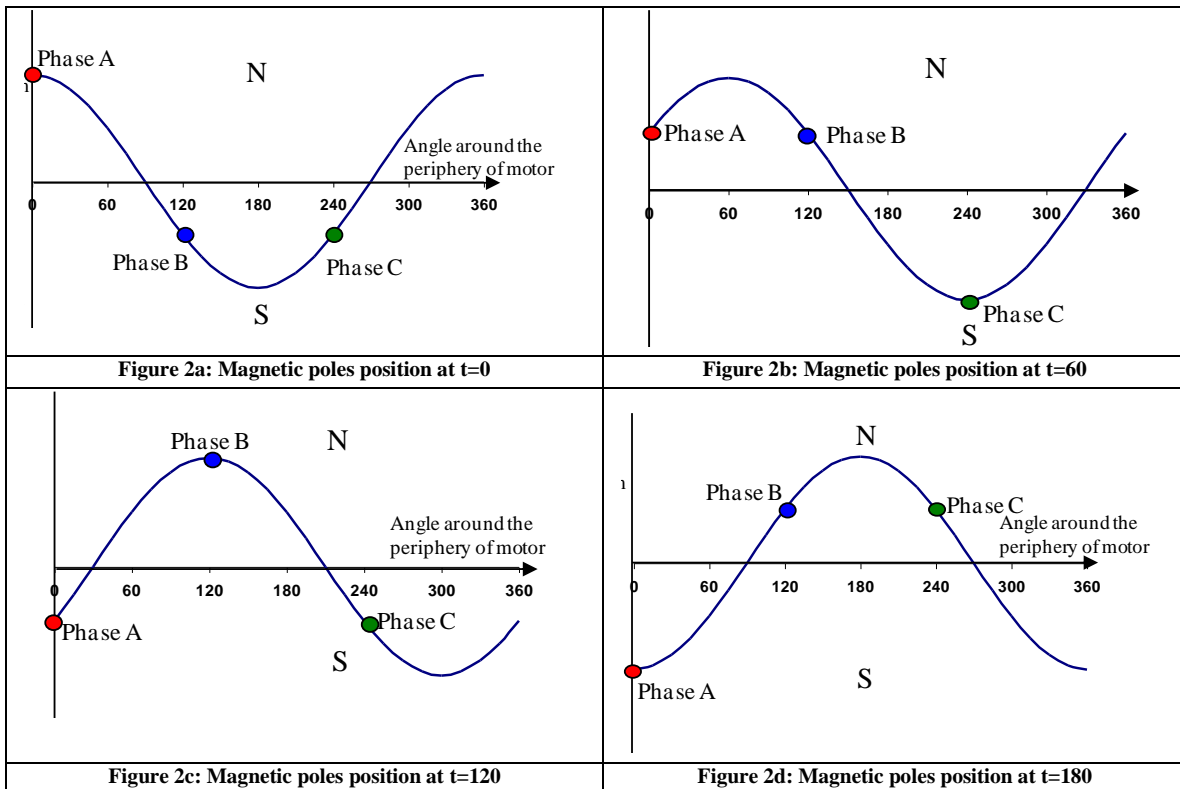 Phase A
N
Angle around the
periphery of motor
0 60 120 180 240 300 360
Phase B
Phase C
S
Figure 2a: Magnetic poles position at t=0
N
Phase A
Phase B
0 60 120 180 240 300 360
Phase C
S
Figure 2b: Magnetic poles position at t=60
Phase B
N
Angle around the
periphery of motor
0 60 120 180 240 300 360
Phase A
Phase C
S
Figure 2c: Magnetic poles position at t=120
N
Phase B
Phase C
Angle around the
periphery of motor
0 60 120 180 240 300 360
Phase A
S
Figure 2d: Magnetic poles position at t=180